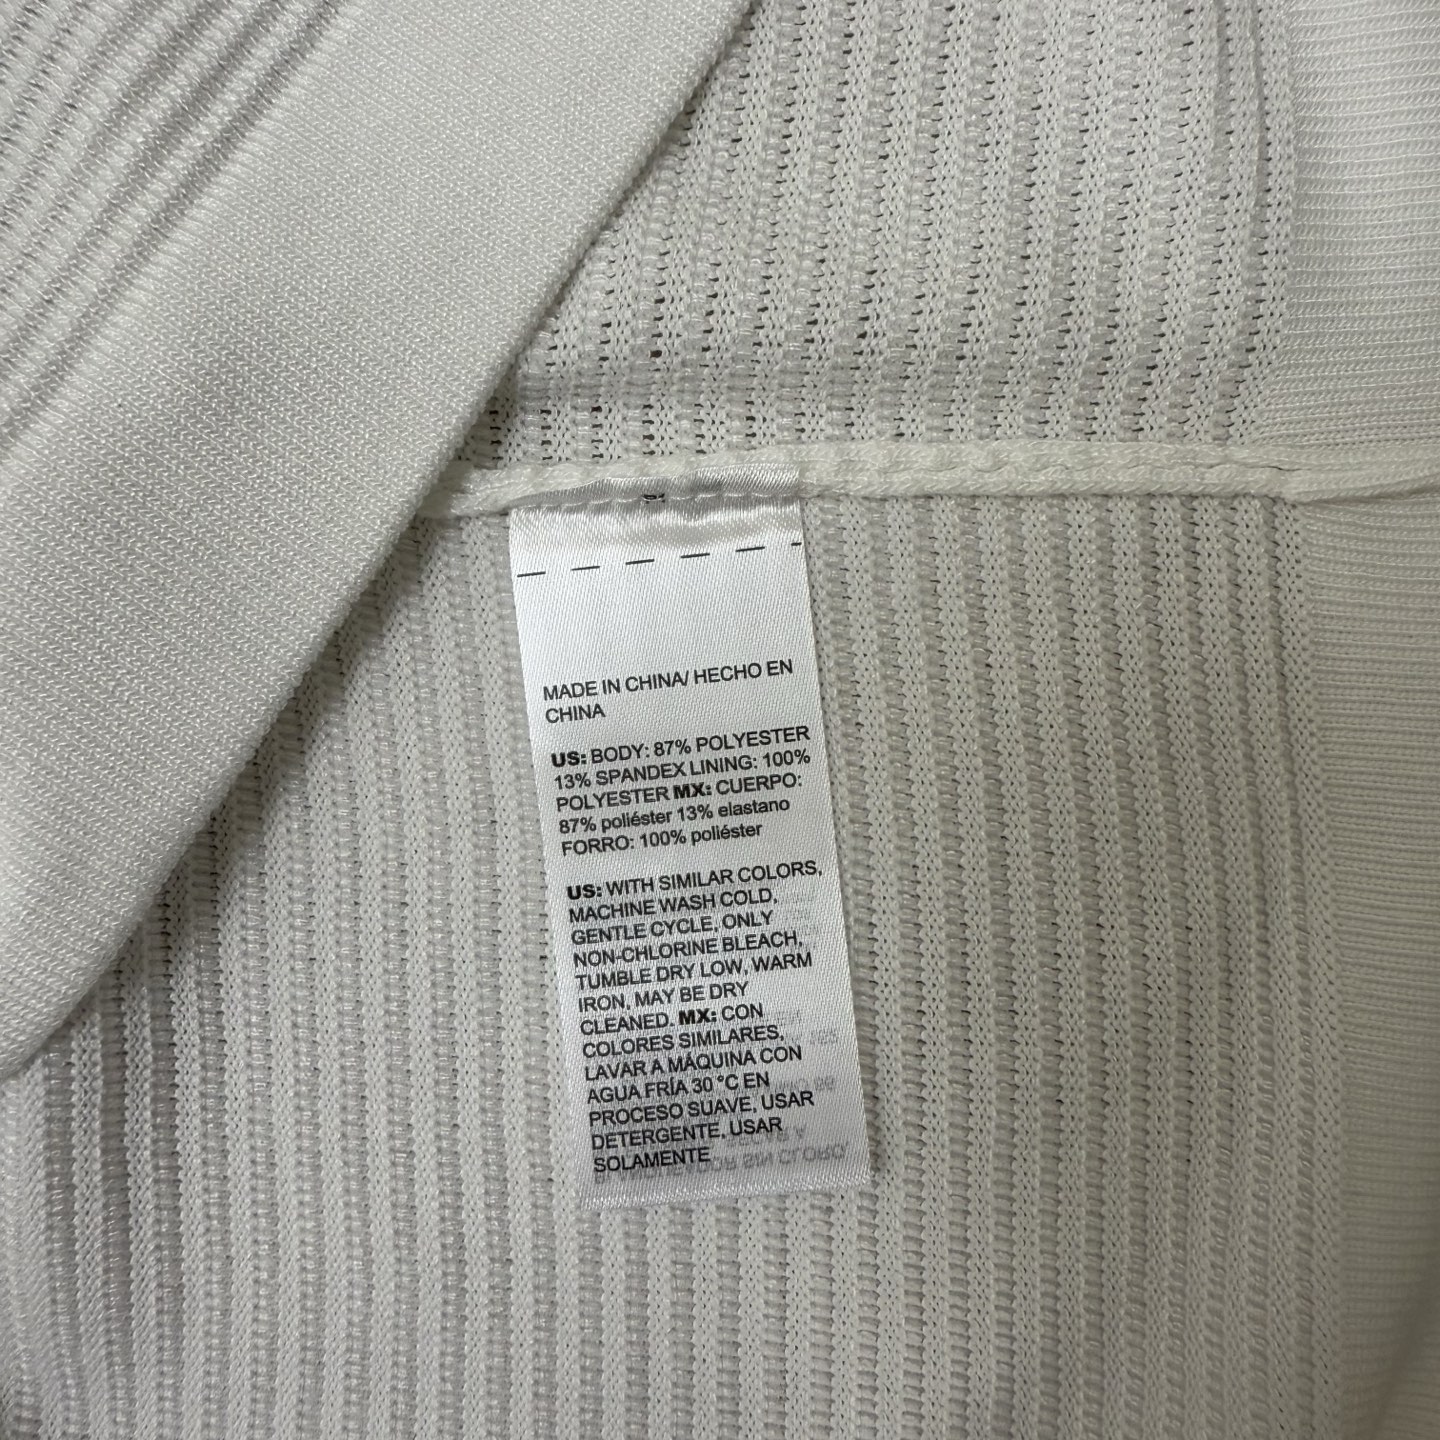 MADE IN CHINA/ HECHO EN
CHINA
US: BODY: 87% POLYESTER
13% SPANDEX LINING: 100%
POLYESTER MX: CUERPO:
87% poliéster 13% elastano
FORRO: 100% poliéster
US: WITH SIMILAR COLORS,
MACHINE WASH COLD,
GENTLE CYCLE, ONLY
NON-CHLORINE BLEACH,
TUMBLE DRY LOW, WARM
IRON, MAY BE DRY
CLEANED. MX: CON
COLORES SIMILARES,
LAVAR A MÁQUINA CON
AGUA FRÍA 30 °C EN
PROCESO SUAVE, USAR
DETERGENTE, USAR
SOLAMENTE